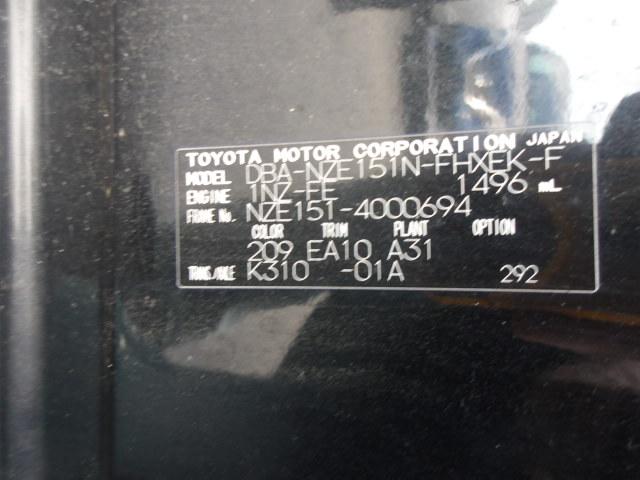 TOYOTA MOTOR CORPORATION JAPAN
MODEL DBA-NZE151N-FHXEK-F
ENGINE 1NZ-FE 1496 mL
FRAME No. NZE151-4000694
COLOR TRIM PLANT OPTION
209 EA10 A31
TRANS/AXLE K310 -01A 292